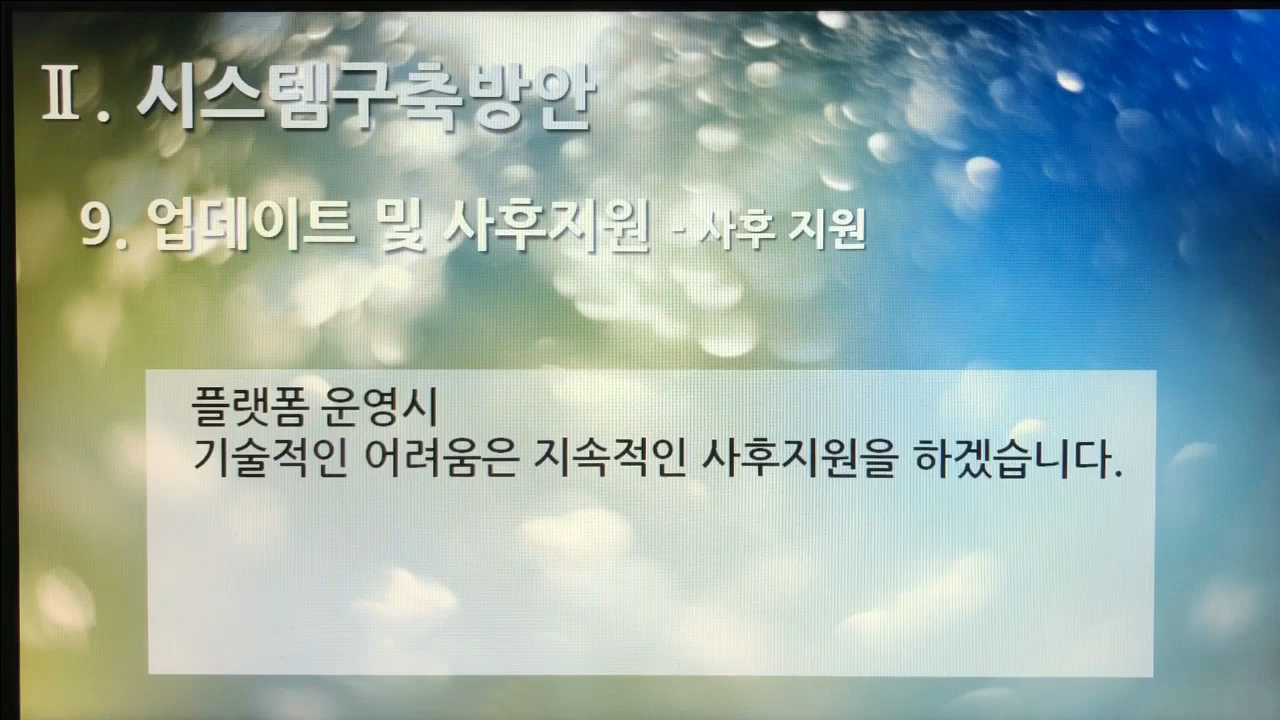 Ⅱ. 시스템구축방안
9. 업데이트 및 사후지원 - 사후 지원
플랫폼 운영시
기술적인 어려움은 지속적인 사후지원을 하겠습니다.